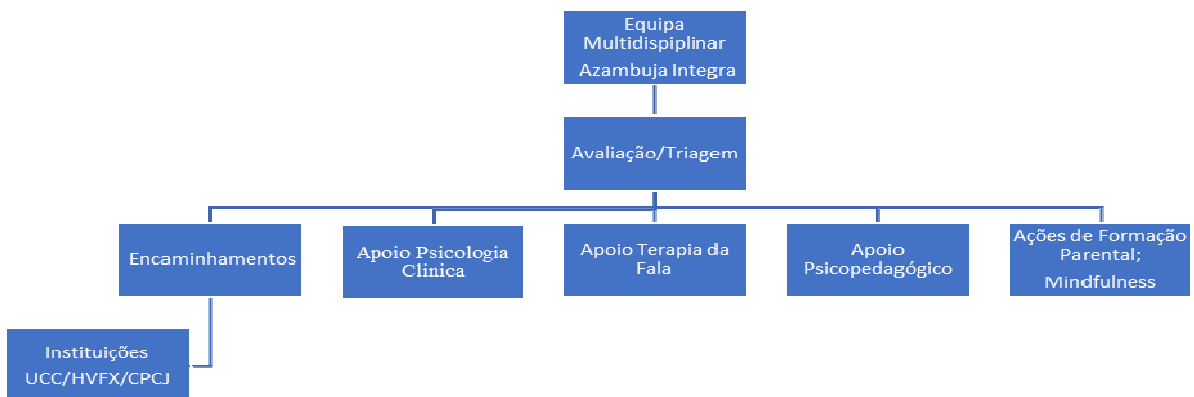 Equipa
Multidispiplinar
Azambuja Integra
Avaliação/Triagem
Encaminhamentos
Apoio Psicologia
Clinica
Apoio Terapia da
Fala
Apoio
Psicopedagógico
Ações de Formação
Parental;
Mindfulness
Instituições
UCC/HVFX/CPCJ